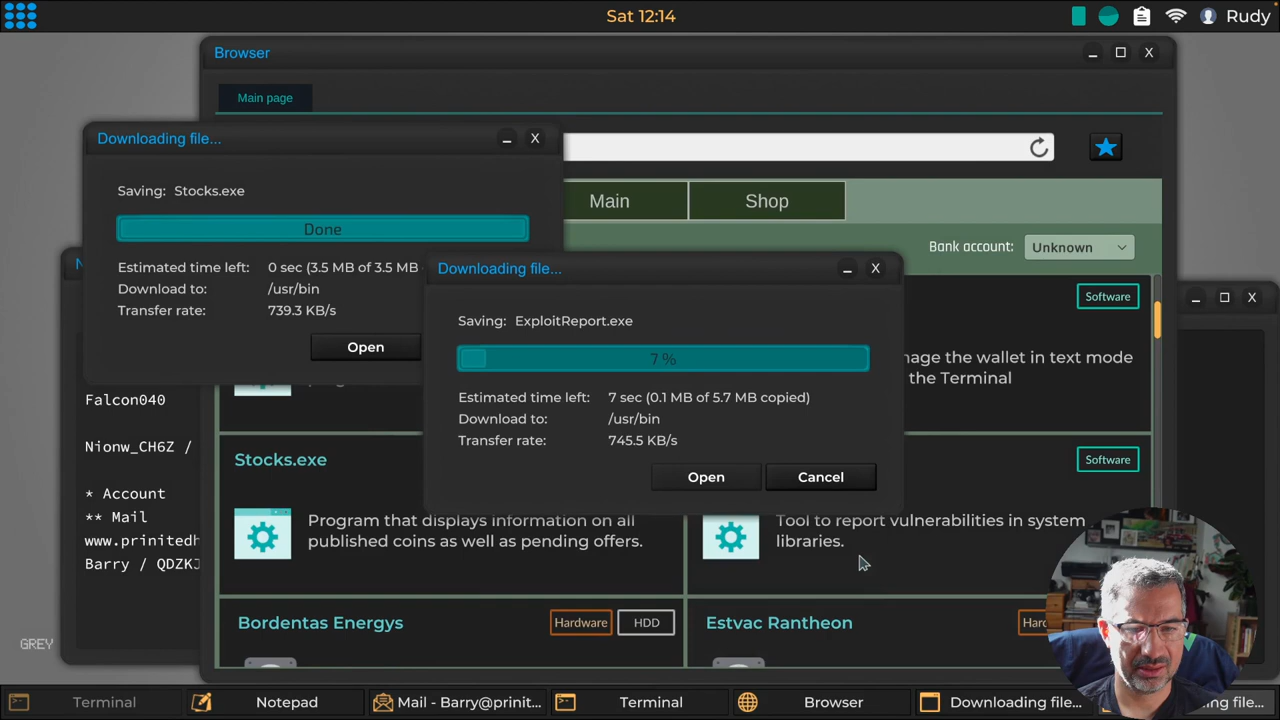 Sat 12:14
Rudy
Browser
Main page
Downloading file...
Saving: Stocks.exe
Done
Estimated time left: 0 sec (3.5 MB of 3.5 MB
Download to: /usr/bin
Transfer rate: 739.3 KB/s
Open
Main
Shop
Bank account: Unknown
Downloading file...
Saving: ExploitReport.exe
7 %
Estimated time left: 7 sec (0.1 MB of 5.7 MB copied)
Download to: /usr/bin
Transfer rate: 745.5 KB/s
Open
Cancel
Software
the wallet in text mode
the Terminal
Falcon040
Nionw_CH6Z /
* Account
** Mail
www.prinitedh
Barry / QDZKJ
Stocks.exe
Program that displays information on all
published coins as well as pending offers.
Software
Tool to report vulnerabilities in system
libraries.
Bordentas Energys
Hardware
HDD
Estvac Rantheon
Hard
GREY
Terminal
Notepad
Mail - Barry@prinit...
Terminal
Browser
Downloading file...
ng file...